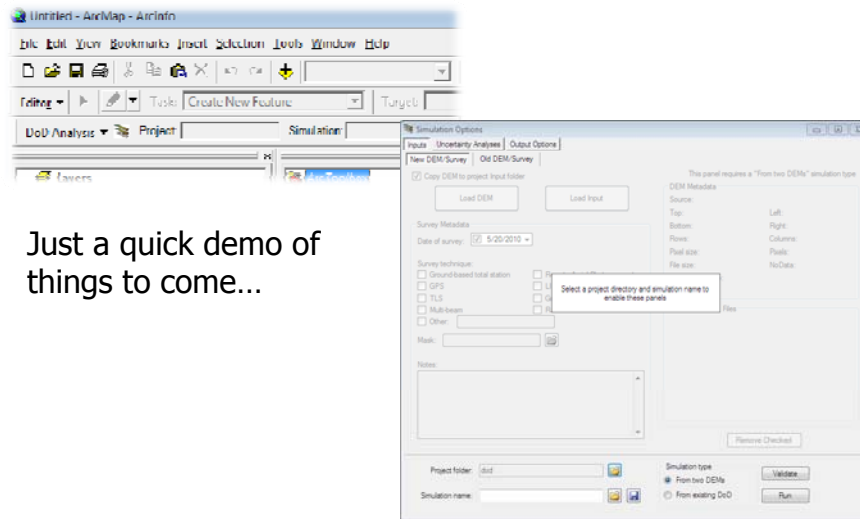 Untitled - ArcMap - ArcInfo
File Edit View Bookmarks Insert Selection Tools Window Help
Editor Task: Create New Feature Target:
DoD Analysis Project: Simulation:
Layers
Just a quick demo of
things to come...
Simulation Options
Inputs Uncertainty Analyses Output Options
New DEM/Survey Old DEM/Survey
Copy DEM to project Input folder
This panel requires a "From two DEMs" simulation type
Load DEM Load Input
DEM Metadata
Source:
Top: Left:
Survey Metadata
Bottom: Right:
Date of survey: 5/20/2010
Rows: Columns:
Pixel size: Pixels:
Survey technique:
File size: NoData:
Ground-based total station
GPS
TLS
Multi-beam
Other:
Select a project directory and simulation name to
enable these panels
Files
Mask:
Notes:
Remove Checked
Project folder: dvd
Simulation name:
Simulation type
From two DEMs
From existing DoD
Validate
Run